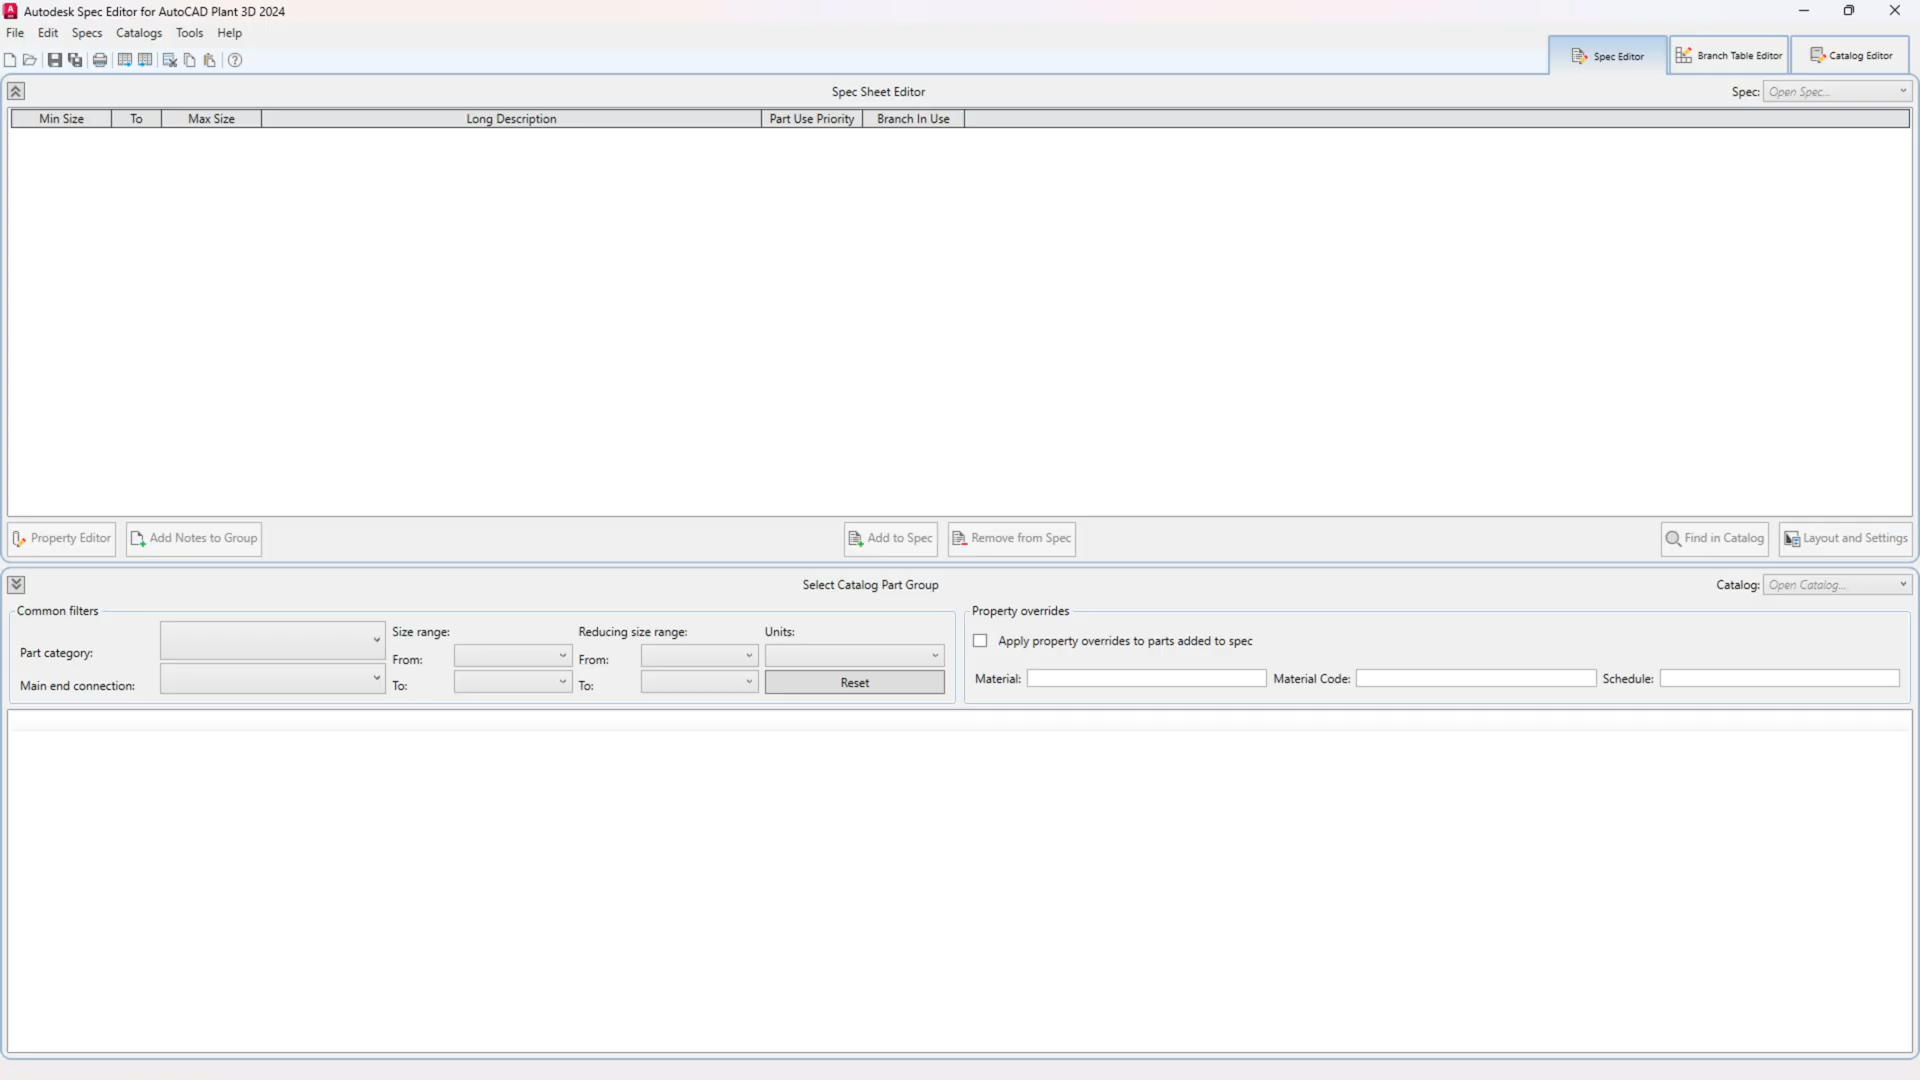 Autodesk Spec Editor for AutoCAD Plant 3D 2024
File Edit Specs Catalogs Tools Help
Spec Editor
Branch Table Editor
Catalog Editor
Spec Sheet Editor
Spec: Open Spec...
Min Size To Max Size Long Description Part Use Priority Branch In Use
Property Editor
Add Notes to Group
Add to Spec
Remove from Spec
Find in Catalog
Layout and Settings
Select Catalog Part Group
Catalog: Open Catalog...
Common filters
Part category:
Main end connection:
Size range:
From:
To:
Reducing size range:
From:
To:
Units:
Reset
Property overrides
Apply property overrides to parts added to spec
Material: Material Code: Schedule: